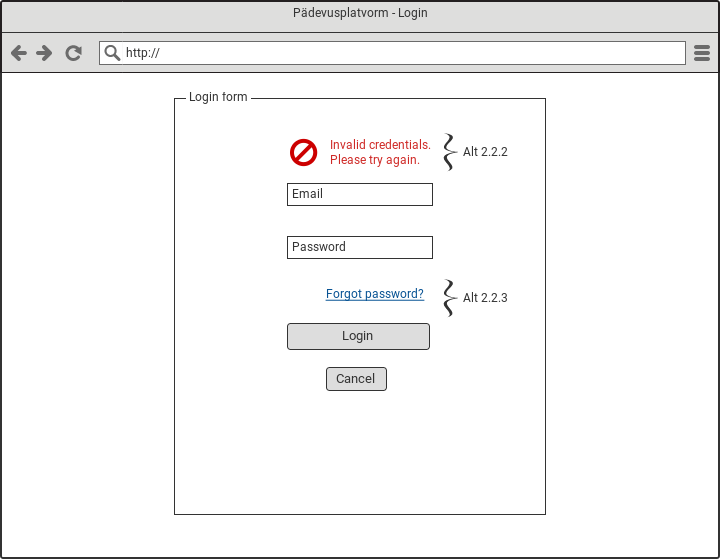 Pädevusplatvorm - Login
http://
Login form
Invalid credentials.
Please try again.
Alt 2.2.2
Email
Password
Forgot password?
Alt 2.2.3
Login
Cancel